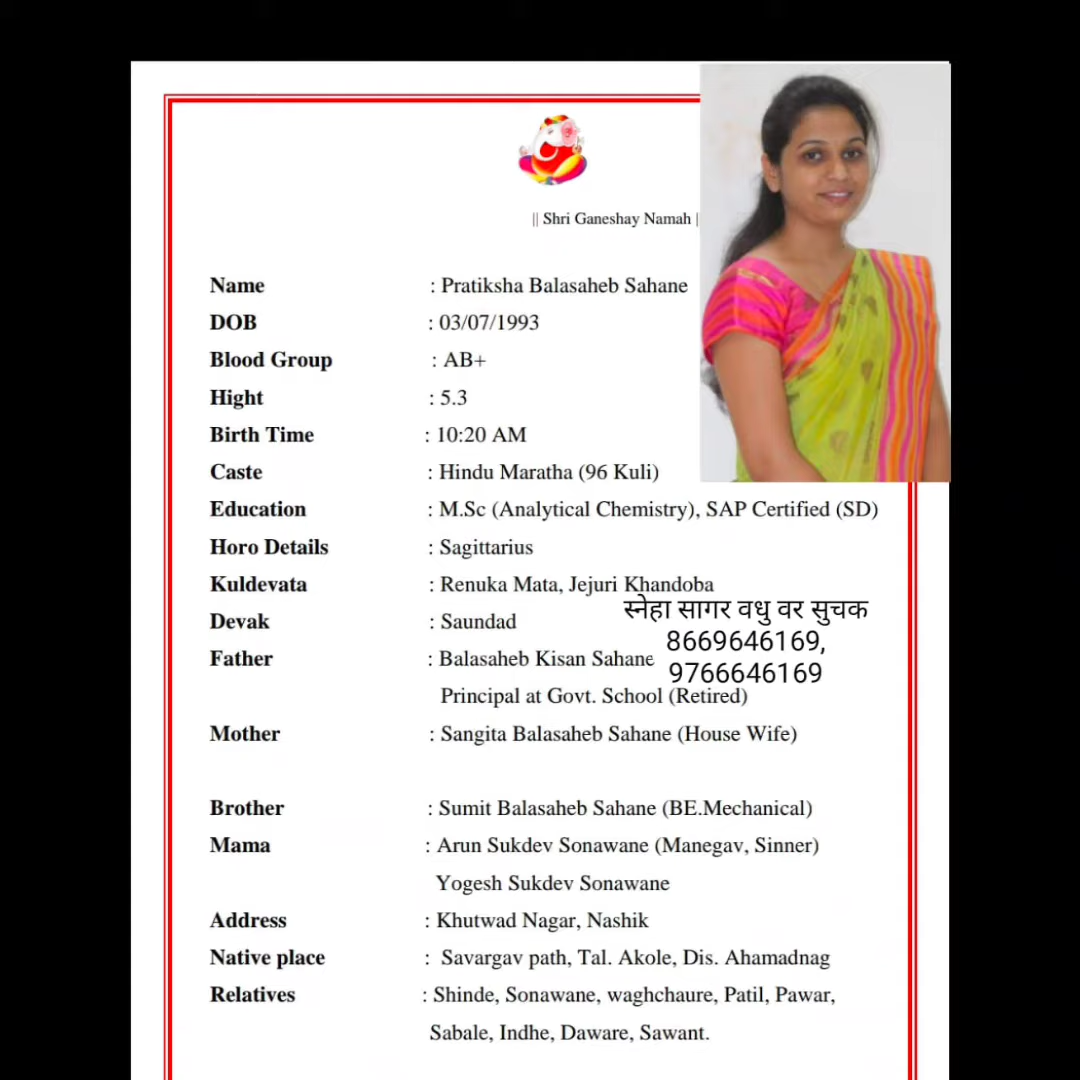 || Shri Ganeshay Namah |
Name : Pratiksha Balasaheb Sahane
DOB : 03/07/1993
Blood Group : AB+
Hight : 5.3
Birth Time : 10:20 AM
Caste : Hindu Maratha (96 Kuli)
Education : M.Sc (Analytical Chemistry), SAP Certified (SD)
Horo Details : Sagittarius
Kuldevata : Renuka Mata, Jejuri Khandoba
स्नेहा सागर वधु वर सुचक
8669646169,
9766646169
Devak : Saundad
Father : Balasaheb Kisan Sahane
Principal at Govt. School (Retired)
Mother : Sangita Balasaheb Sahane (House Wife)
Brother : Sumit Balasaheb Sahane (BE.Mechanical)
Mama : Arun Sukdev Sonawane (Manegav, Sinner)
Yogesh Sukdev Sonawane
Address : Khutwad Nagar, Nashik
Native place : Savargav path, Tal. Akole, Dis. Ahamadnag
Relatives : Shinde, Sonawane, waghchaure, Patil, Pawar,
Sabale, Indhe, Daware, Sawant.